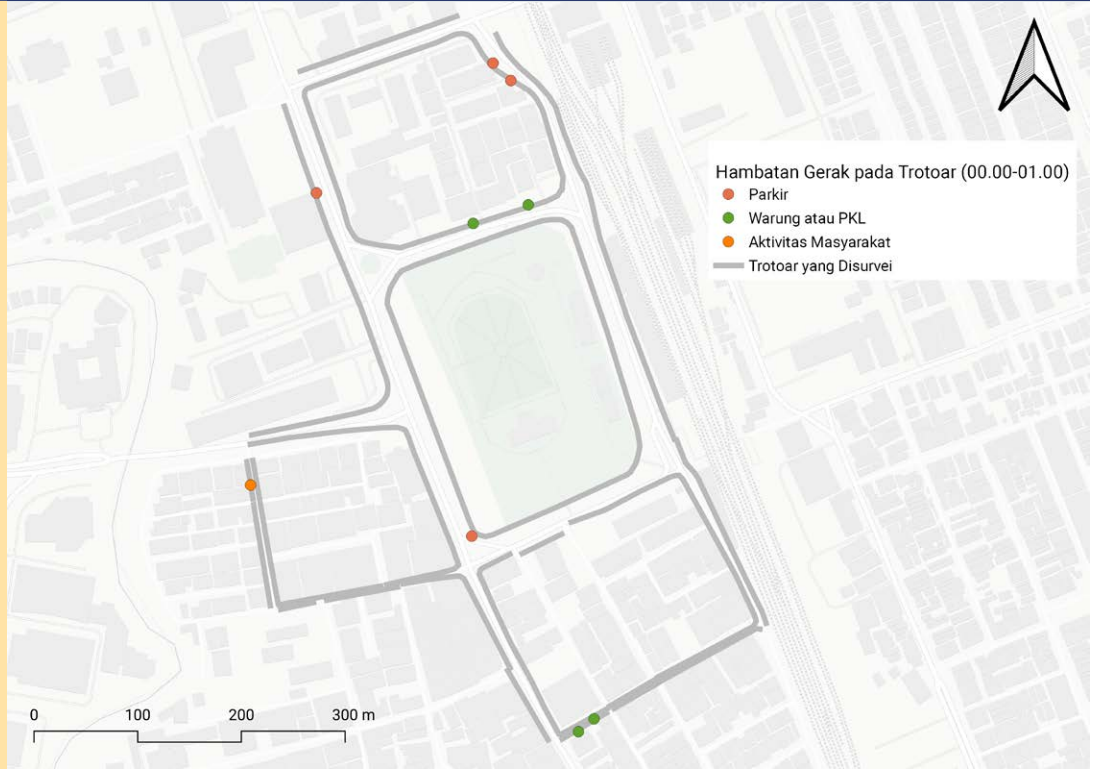 Hambatan Gerak pada Trotoar (00.00-01.00)
Parkir
Warung atau PKL
Aktivitas Masyarakat
Trotoar yang Disurvei
0 100 200 300 m